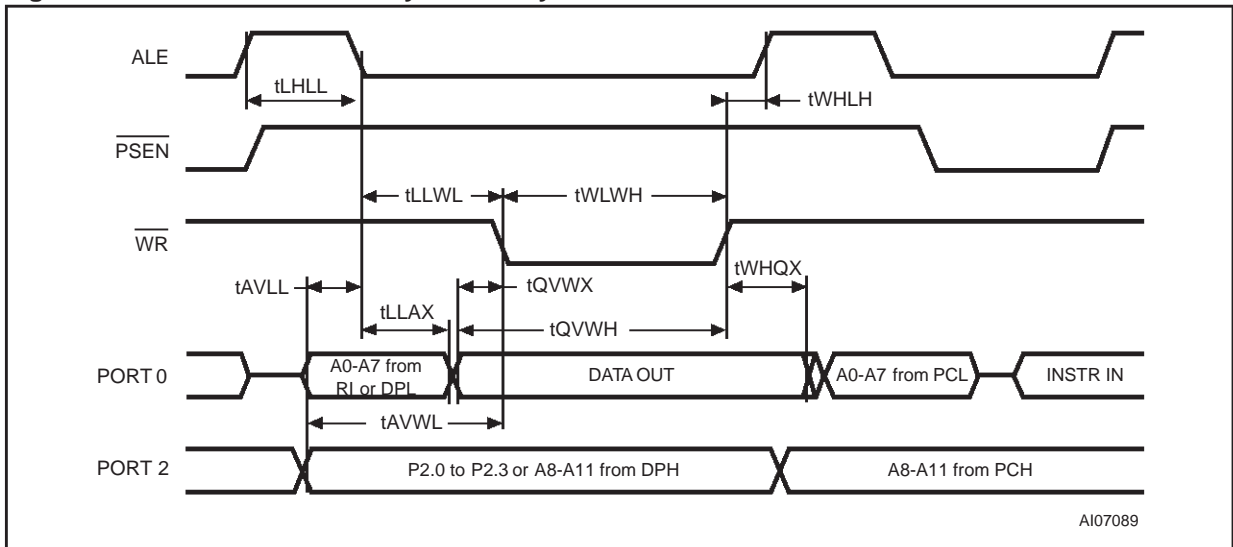 ALE
tLHLL
tWHLH
PSEN
tLLWL
tWLWH
WR
tWHQX
tAVLL
tQVWX
tLLAX
tQVWH
PORT 0
A0-A7 from
RI or DPL
DATA OUT
A0-A7 from PCL
INSTR IN
tAVWL
PORT 2
P2.0 to P2.3 or A8-A11 from DPH
A8-A11 from PCH
AI07089